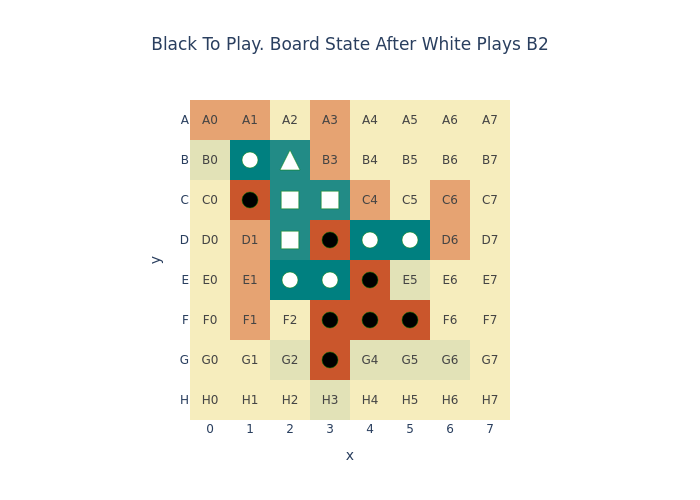 Black To Play. Board State After White Plays B2
A A0 A1 A2 A3 A4 A5 A6 A7
B B0 B3 B4 B5 B6 B7
C C0 C4 C5 C6 C7
D D0 D1 D6 D7
y
E E0 E1 E5 E6 E7
F F0 F1 F2 F6 F7
G G0 G1 G2 G4 G5 G6 G7
H H0 H1 H2 H3 H4 H5 H6 H7
0 1 2 3 4 5 6 7
x